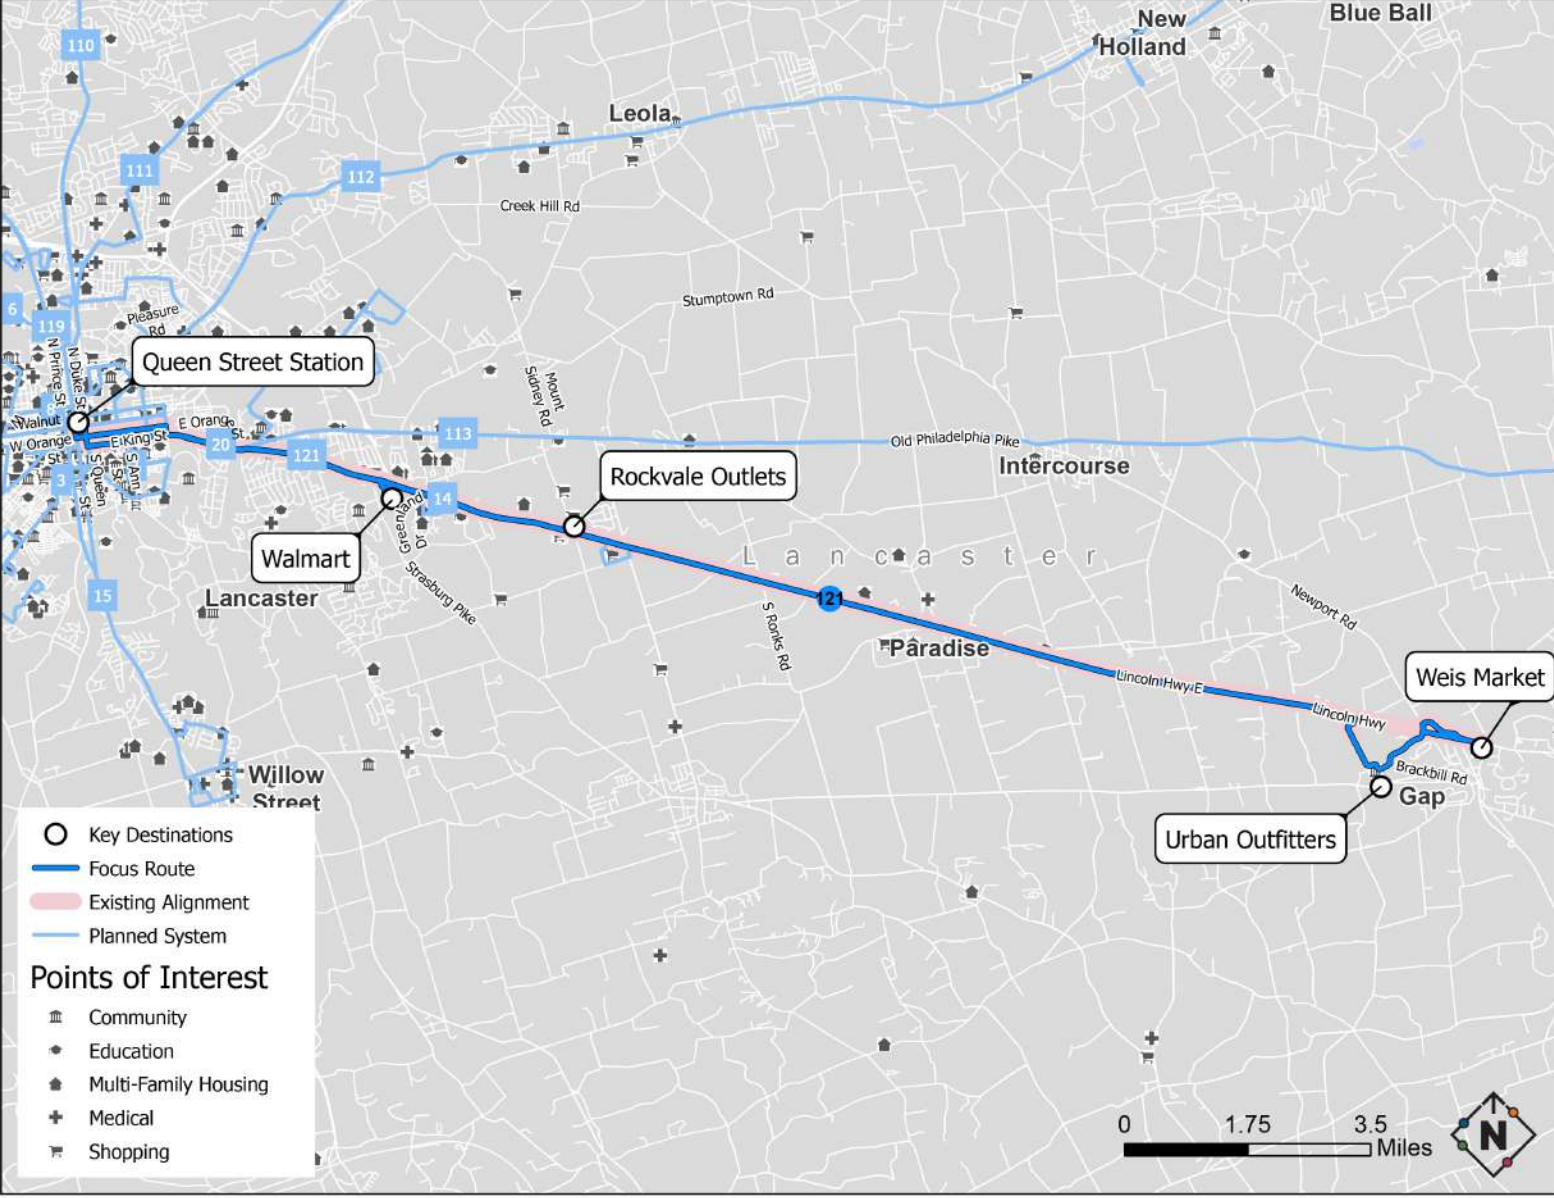 New
Holland
Blue Ball
110
Leola
111
112
Creek Hill Rd
Stumptown Rd
6
119
Pleasure
Rd
N Prince St
N Duke St
Queen Street Station
Mount
Sidney Rd
8
Walnut
W Orange
St
E Orange
St
E King St
20
121
113
Old Philadelphia Pike
Intercourse
3
S Queen
St
S Ann
St
14
Rockvale Outlets
Walmart
Greenland
Dr
Lancaster
Strasburg Pike
15
Lancaster
121
S Ronks Rd
Paradise
Newport Rd
Lincoln Hwy E
Lincoln Hwy
Weis Market
Brackbill Rd
Gap
Urban Outfitters
Willow
Street
Key Destinations
Focus Route
Existing Alignment
Planned System
Points of Interest
Community
Education
Multi-Family Housing
Medical
Shopping
0 1.75 3.5
Miles
N